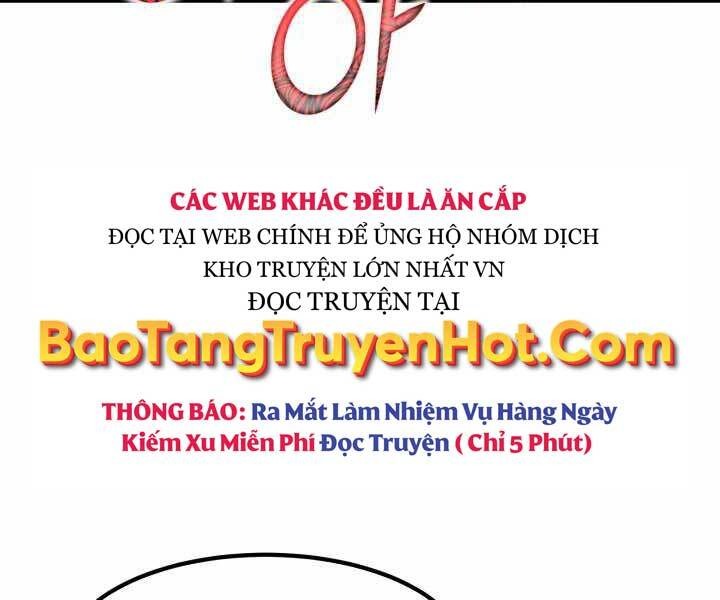 CÁC WEB KHÁC ĐỀU LÀ ĂN CẮP
ĐỌC TẠI WEB CHÍNH ĐỂ ỦNG HỘ NHÓM DỊCH
KHO TRUYỆN LỚN NHẤT VN
ĐỌC TRUYỆN TẠI
BaoTangTruyenHot.Com
THÔNG BÁO: Ra Mắt Làm Nhiệm Vụ Hàng Ngày
Kiếm Xu Miễn Phí Đọc Truyện ( Chỉ 5 Phút)